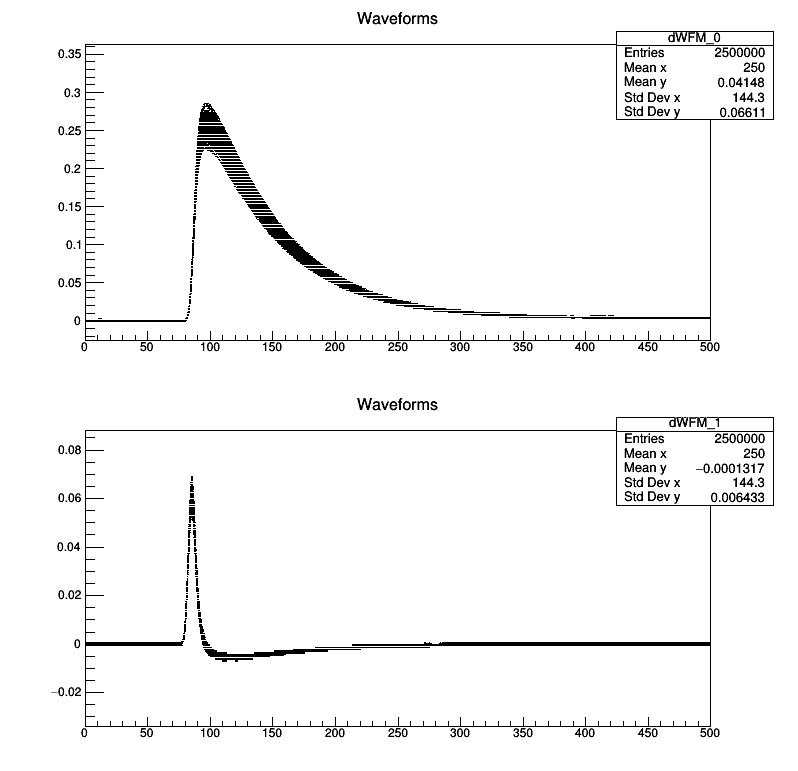 Waveforms
dWFM_0
Entries 2500000
Mean x 250
Mean y 0.04148
Std Dev x 144.3
Std Dev y 0.06611
0.35
0.3
0.25
0.2
0.15
0.1
0.05
0
0 50 100 150 200 250 300 350 400 450 500
Waveforms
dWFM_1
Entries 2500000
Mean x 250
Mean y −0.0001317
Std Dev x 144.3
Std Dev y 0.006433
0.08
0.06
0.04
0.02
0
−0.02
0 50 100 150 200 250 300 350 400 450 500